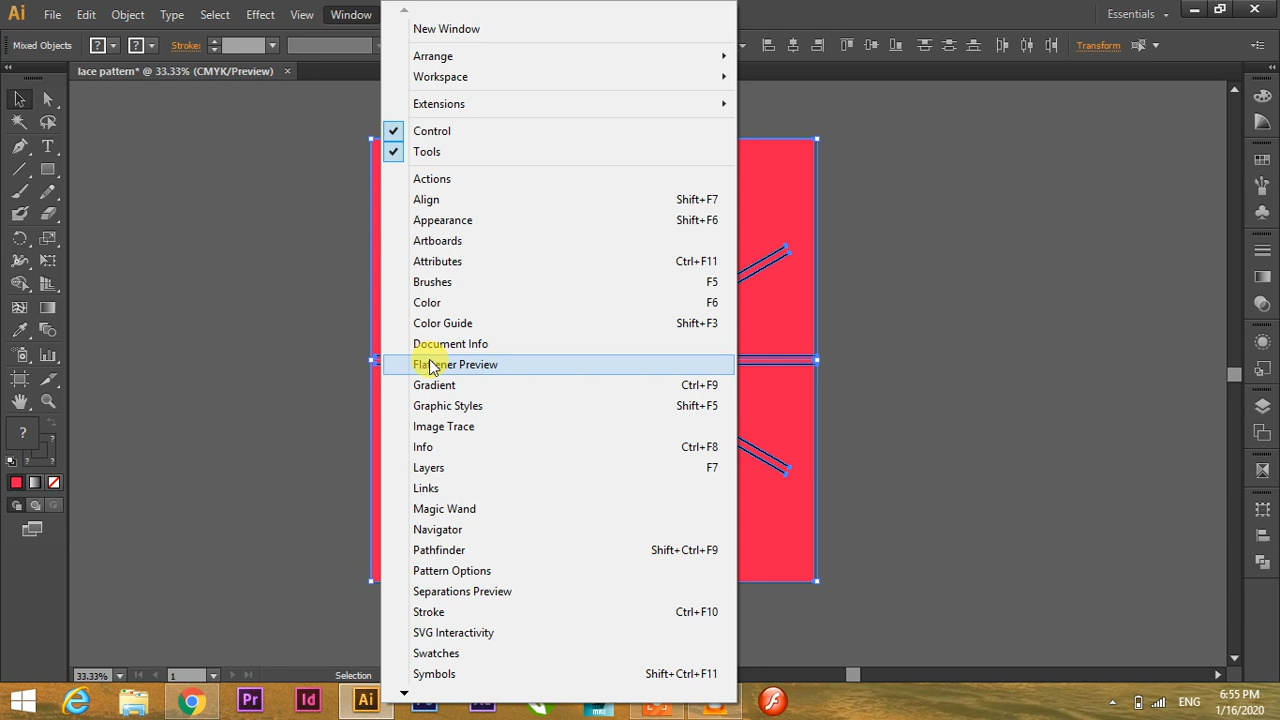 Ai File Edit Object Type Select Effect View Window Essentials
Mixed Objects ? ? Stroke: Transform
lace pattern* @ 33.33% (CMYK/Preview) ×
New Window
Arrange
Workspace
Extensions
Control
Tools
Actions
Align Shift+F7
Appearance Shift+F6
Artboards
Attributes Ctrl+F11
Brushes F5
Color F6
Color Guide Shift+F3
Document Info
Flattener Preview
Gradient Ctrl+F9
Graphic Styles Shift+F5
Image Trace
Info Ctrl+F8
Layers F7
Links
Magic Wand
Navigator
Pathfinder Shift+Ctrl+F9
Pattern Options
Separations Preview
Stroke Ctrl+F10
SVG Interactivity
Swatches
Symbols Shift+Ctrl+F11
T
T
?
33.33% 1 Selection
Pr Id Ai ENG 6:55 PM
1/16/2020